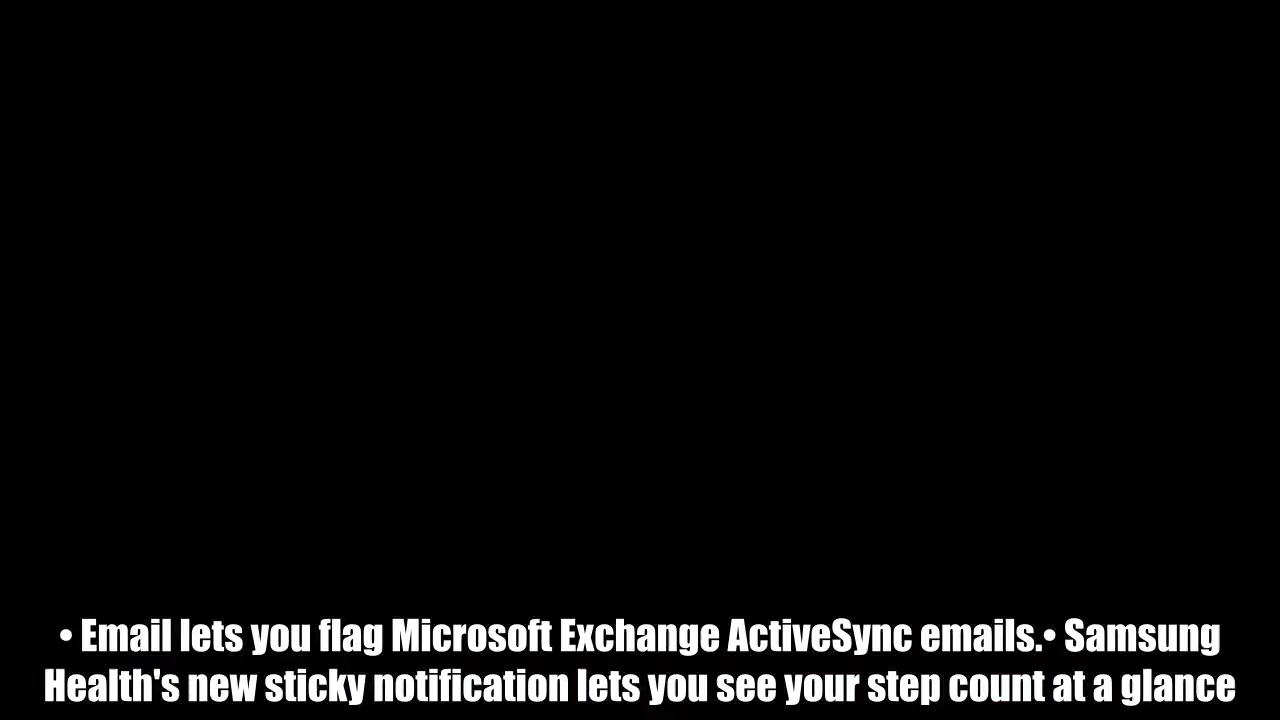 • Email lets you flag Microsoft Exchange ActiveSync emails.• Samsung
Health's new sticky notification lets you see your step count at a glance